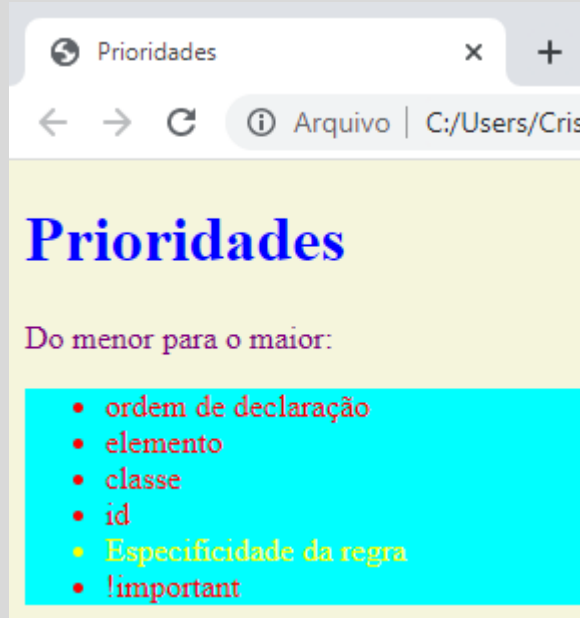 Prioridades
Arquivo | C:/Users/Cris
Prioridades
Do menor para o maior:
ordem de declaração
elemento
classe
id
Especificidade da regra
!important